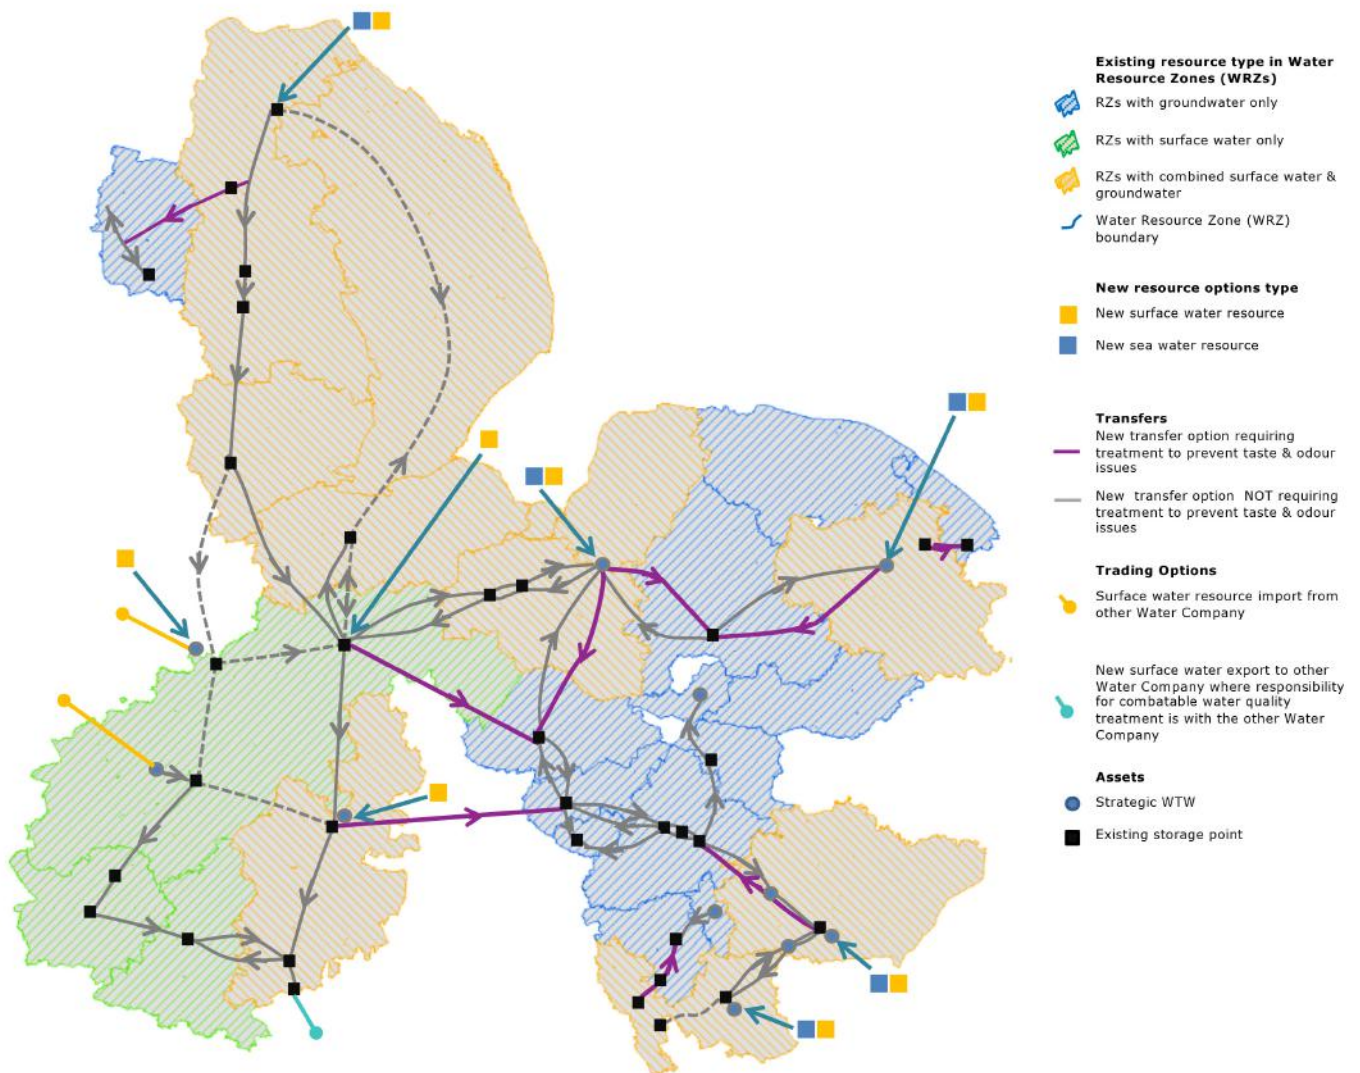 Existing resource type in Water
Resource Zones (WRZs)
RZs with groundwater only
RZs with surface water only
RZs with combined surface water &
groundwater
Water Resource Zone (WRZ)
boundary
New resource options type
New surface water resource
New sea water resource
Transfers
New transfer option requiring
treatment to prevent taste & odour
issues
New transfer option NOT requiring
treatment to prevent taste & odour
issues
Trading Options
Surface water resource import from
other Water Company
New surface water export to other
Water Company where responsibility
for combatable water quality
treatment is with the other Water
Company
Assets
Strategic WTW
Existing storage point